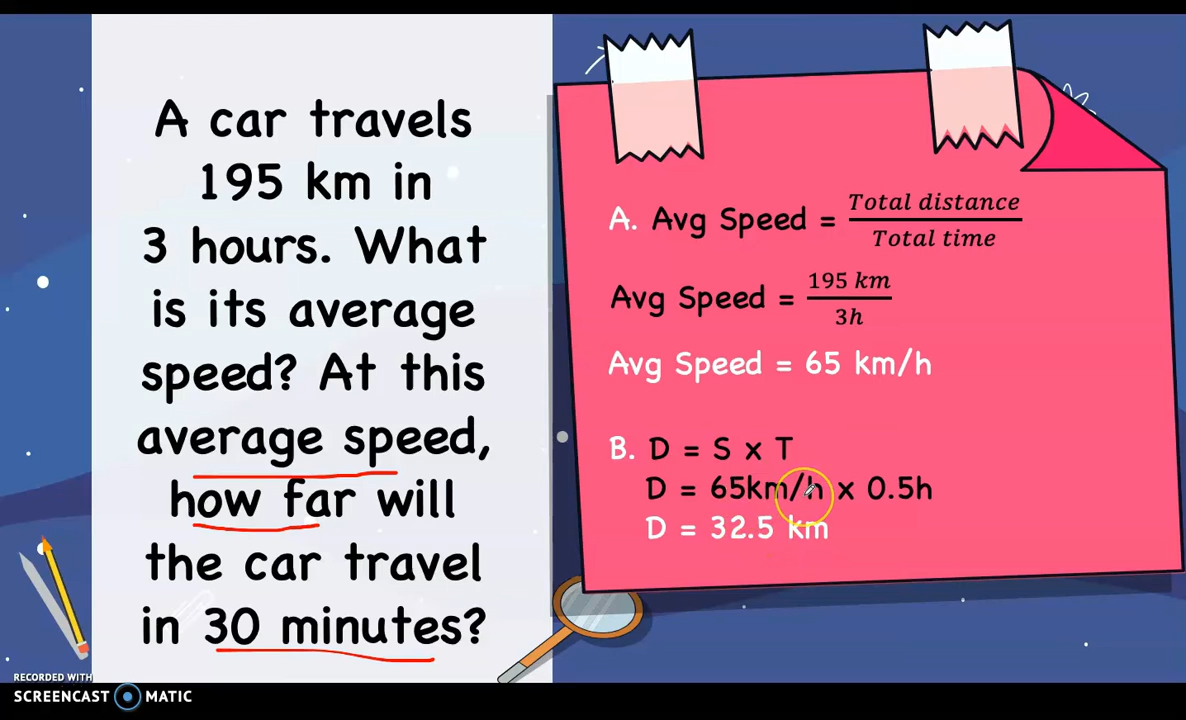 A car travels
195 km in
3 hours. What
is its average
speed? At this
average speed,
how far will
the car travel
in 30 minutes?
A. Avg Speed = Total distance / Total time
Avg Speed = 195 km / 3h
Avg Speed = 65 km/h
B. D = S x T
D = 65km/h x 0.5h
D = 32.5 km
RECORDED WITH
SCREENCAST MATIC